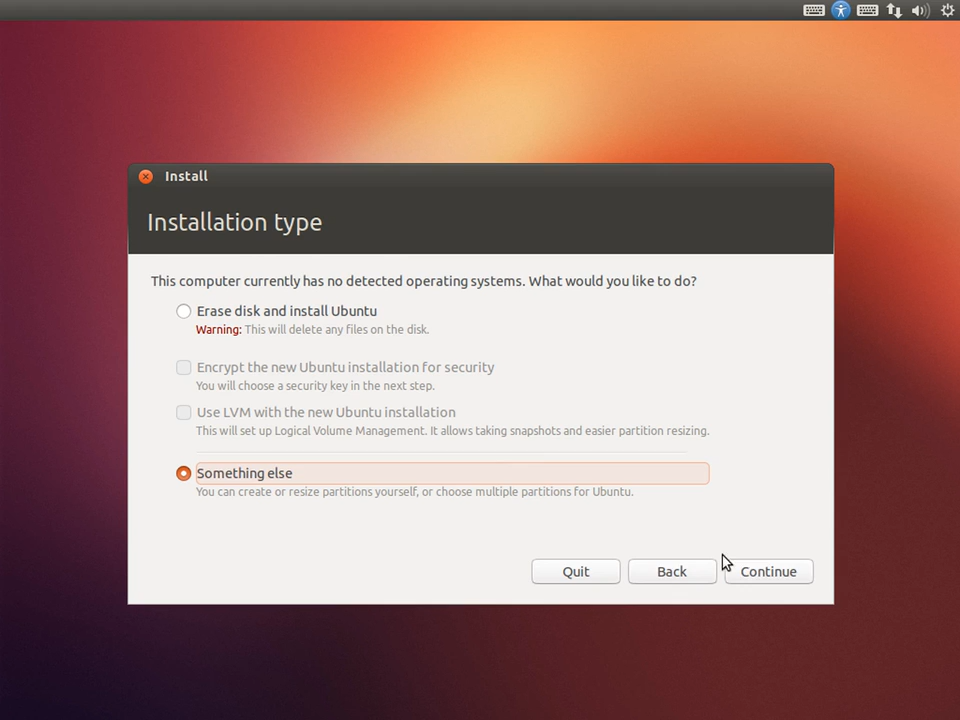 Install
Installation type
This computer currently has no detected operating systems. What would you like to do?
Erase disk and install Ubuntu
Warning: This will delete any files on the disk.
Encrypt the new Ubuntu installation for security
You will choose a security key in the next step.
Use LVM with the new Ubuntu installation
This will set up Logical Volume Management. It allows taking snapshots and easier partition resizing.
Something else
You can create or resize partitions yourself, or choose multiple partitions for Ubuntu.
Quit Back Continue